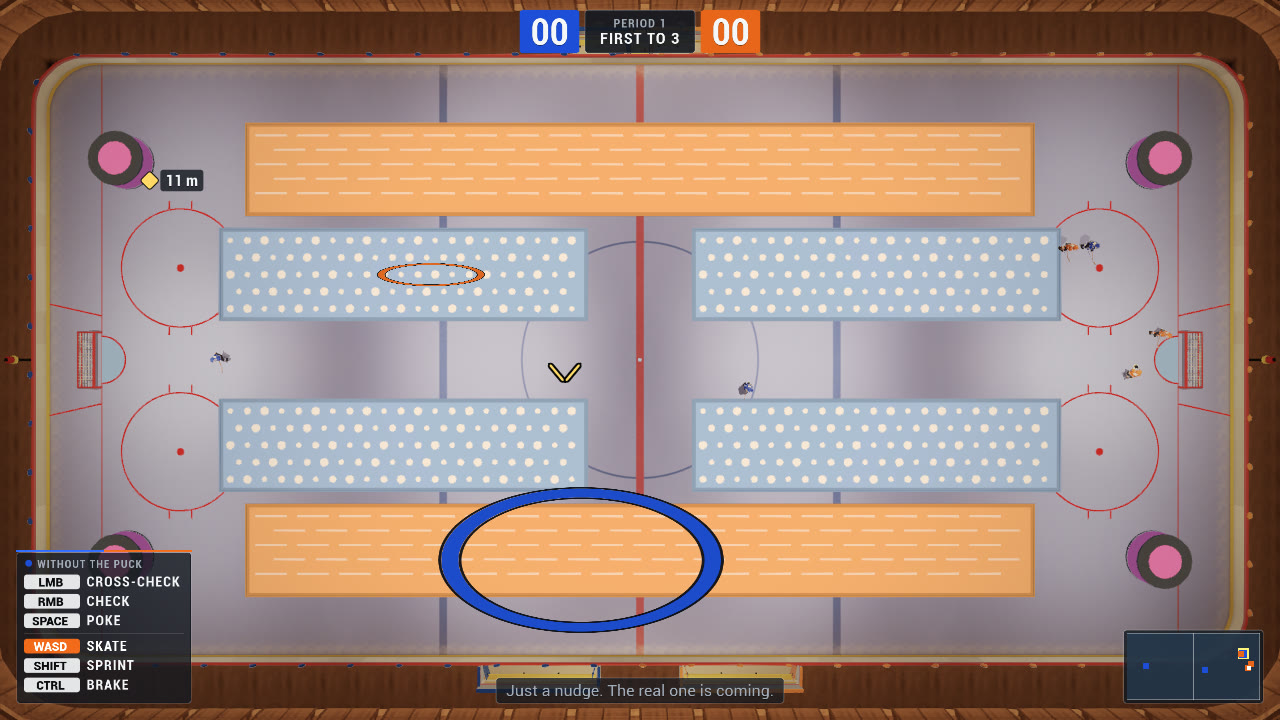 00
PERIOD 1
FIRST TO 3
00
11 m
WITHOUT THE PUCK
LMB CROSS-CHECK
RMB CHECK
SPACE POKE
WASD SKATE
SHIFT SPRINT
CTRL BRAKE
Just a nudge. The real one is coming.